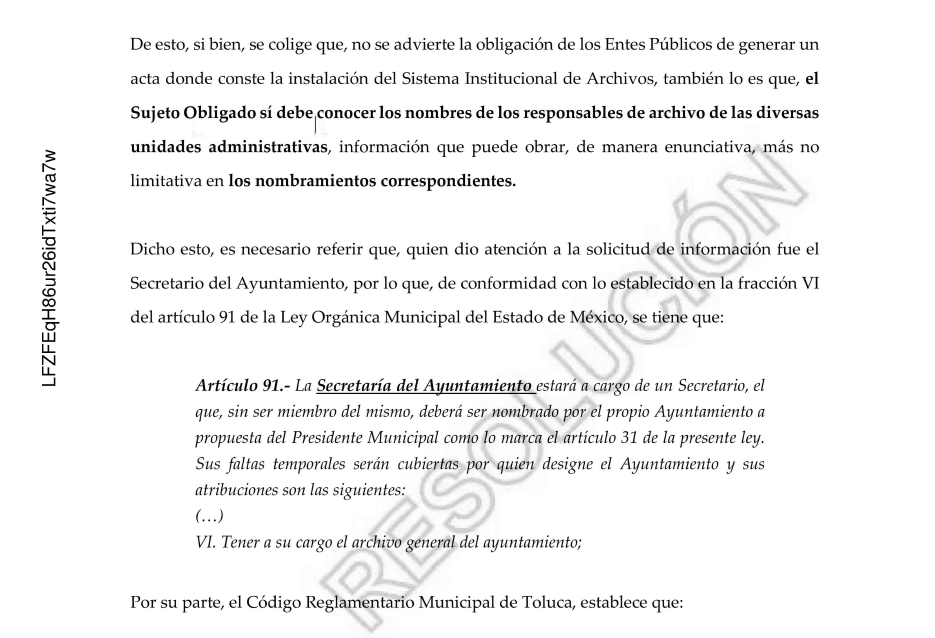 De esto, si bien, se colige que, no se advierte la obligación de los Entes Públicos de generar un
acta donde conste la instalación del Sistema Institucional de Archivos, también lo es que, el
Sujeto Obligado sí debe conocer los nombres de los responsables de archivo de las diversas
unidades administrativas, información que puede obrar, de manera enunciativa, más no
limitativa en los nombramientos correspondientes.
Dicho esto, es necesario referir que, quien dio atención a la solicitud de información fue el
Secretario del Ayuntamiento, por lo que, de conformidad con lo establecido en la fracción VI
del artículo 91 de la Ley Orgánica Municipal del Estado de México, se tiene que:
Artículo 91.- La Secretaría del Ayuntamiento estará a cargo de un Secretario, el
que, sin ser miembro del mismo, deberá ser nombrado por el propio Ayuntamiento a
propuesta del Presidente Municipal como lo marca el artículo 31 de la presente ley.
Sus faltas temporales serán cubiertas por quien designe el Ayuntamiento y sus
atribuciones son las siguientes:
(…)
VI. Tener a su cargo el archivo general del ayuntamiento;
Por su parte, el Código Reglamentario Municipal de Toluca, establece que:
LFZFEqH86ur26idTxti7wa7w
RESOLUCIÓN